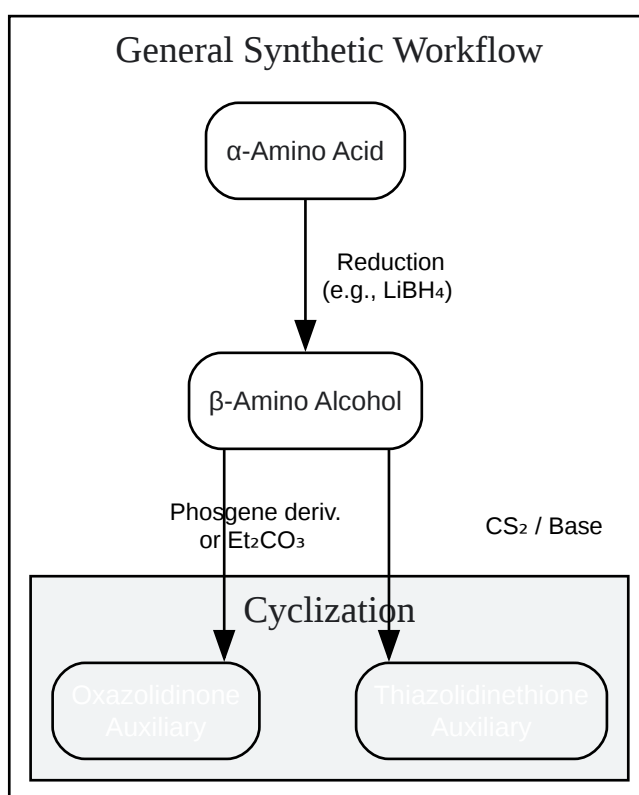 General Synthetic Workflow
α-Amino Acid
Reduction
(e.g., LiBH₄)
β-Amino Alcohol
Phosgene deriv.
or Et₂CO₃
CS₂ / Base
Cyclization
Oxazolidinone
Auxiliary
Thiazolidinethione
Auxiliary